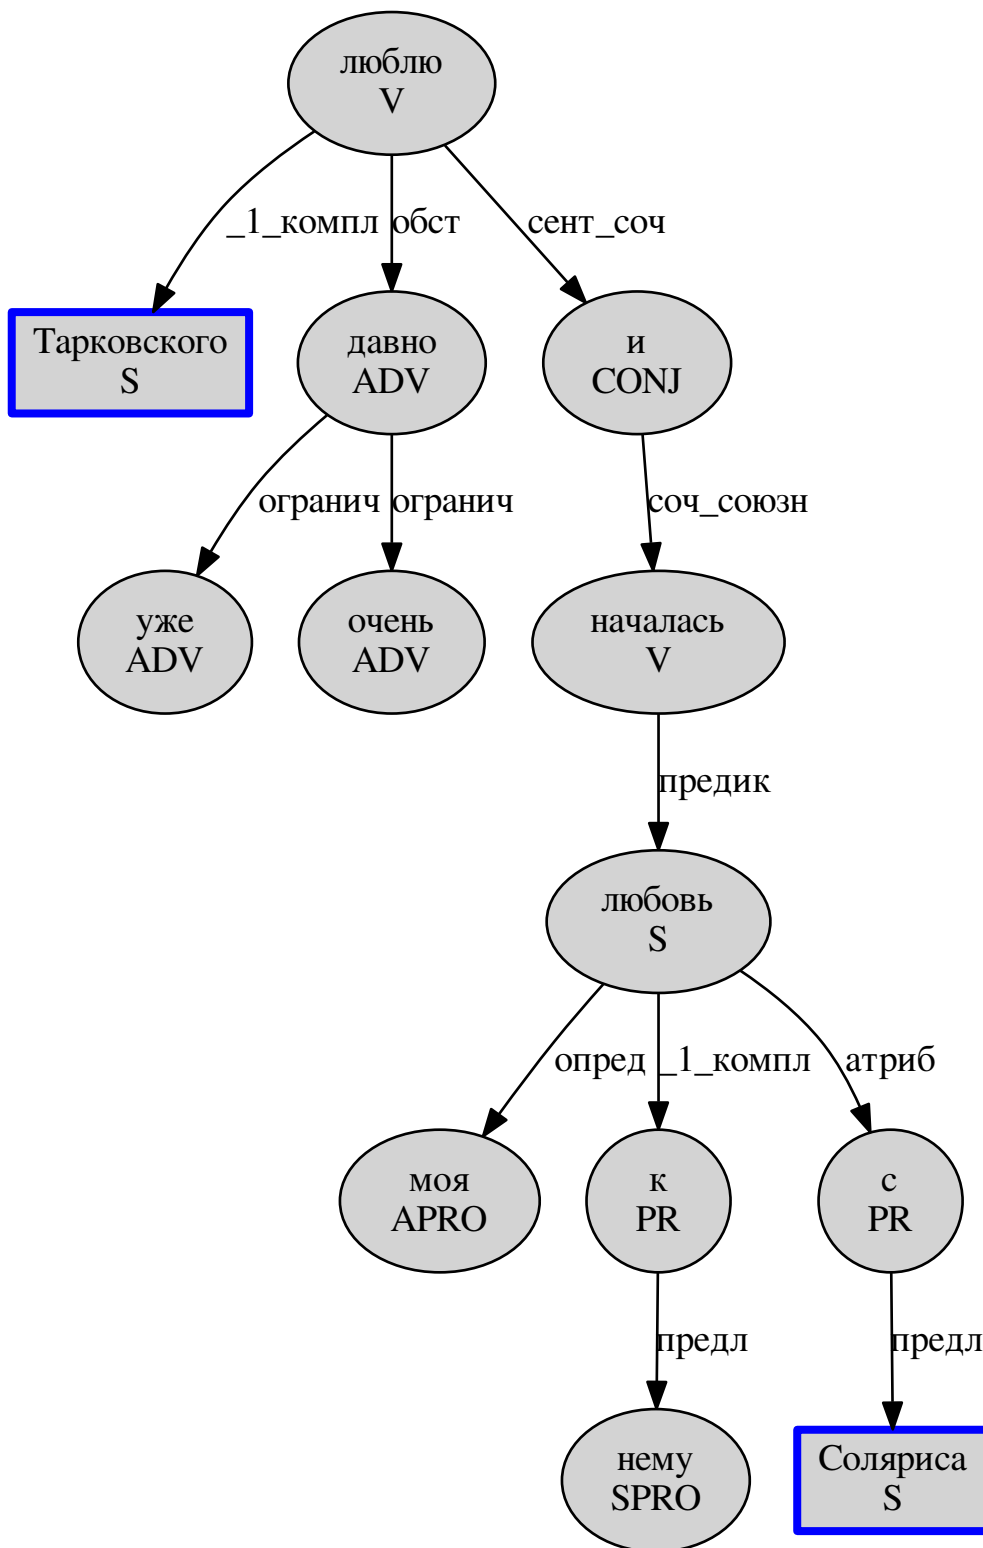 люблю
V
_1_компл
обст
сент_соч
Тарковского
S
давно
ADV
и
CONJ
огранич
огранич
соч_союзн
уже
ADV
очень
ADV
началась
V
предик
любовь
S
опред
_1_компл
атриб
моя
APRO
к
PR
с
PR
предл
предл
нему
SPRO
Соляриса
S